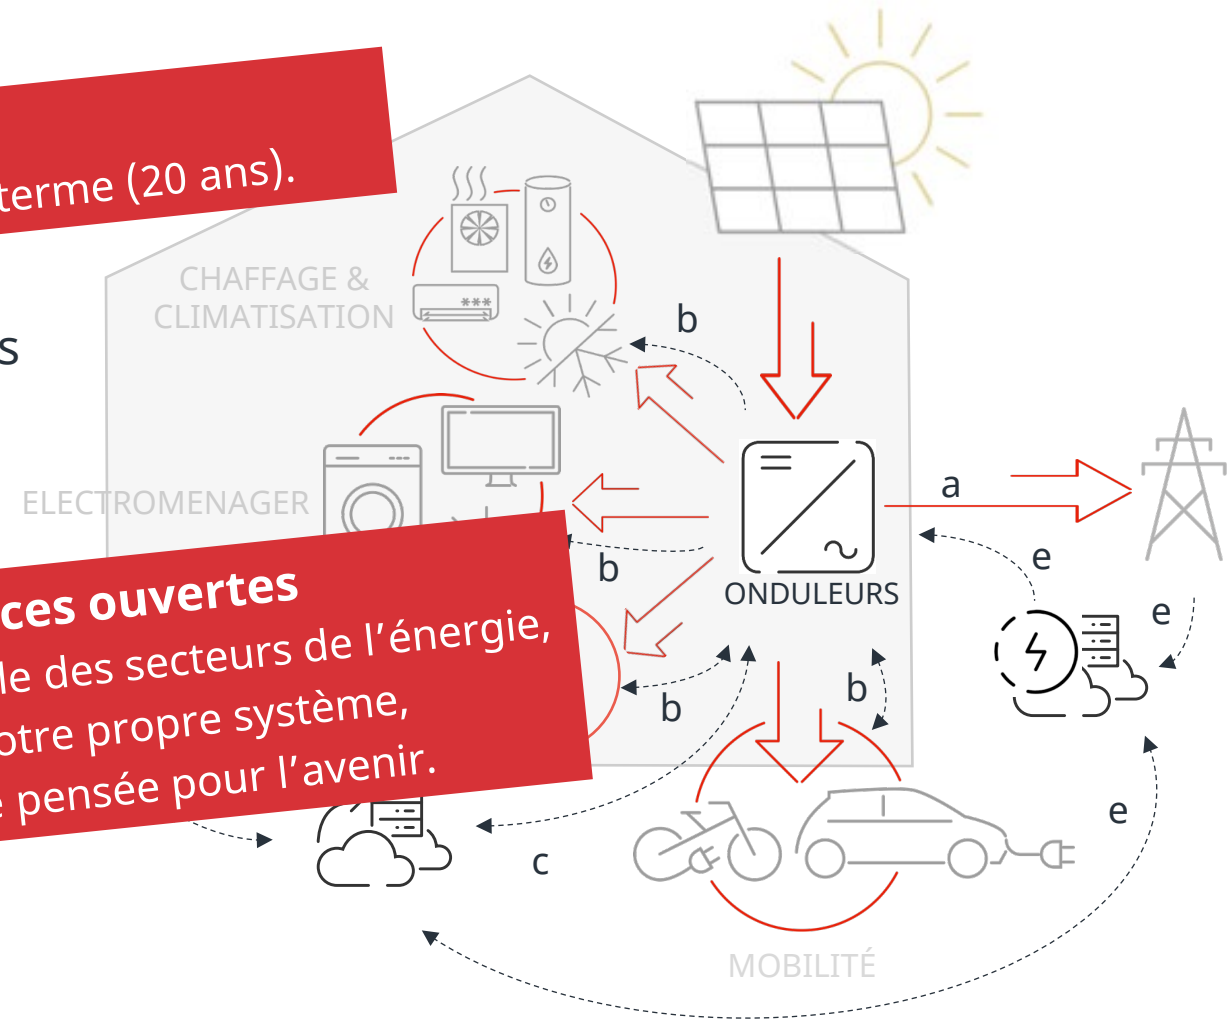 terme (20 ans).
CHAFFAGE &
CLIMATISATION
b
s
ELECTROMENAGER
a
b
e
ONDULEURS
e
ces ouvertes
le des secteurs de l’énergie,
otre propre système,
e pensée pour l’avenir.
b
b
e
c
MOBILITÉ